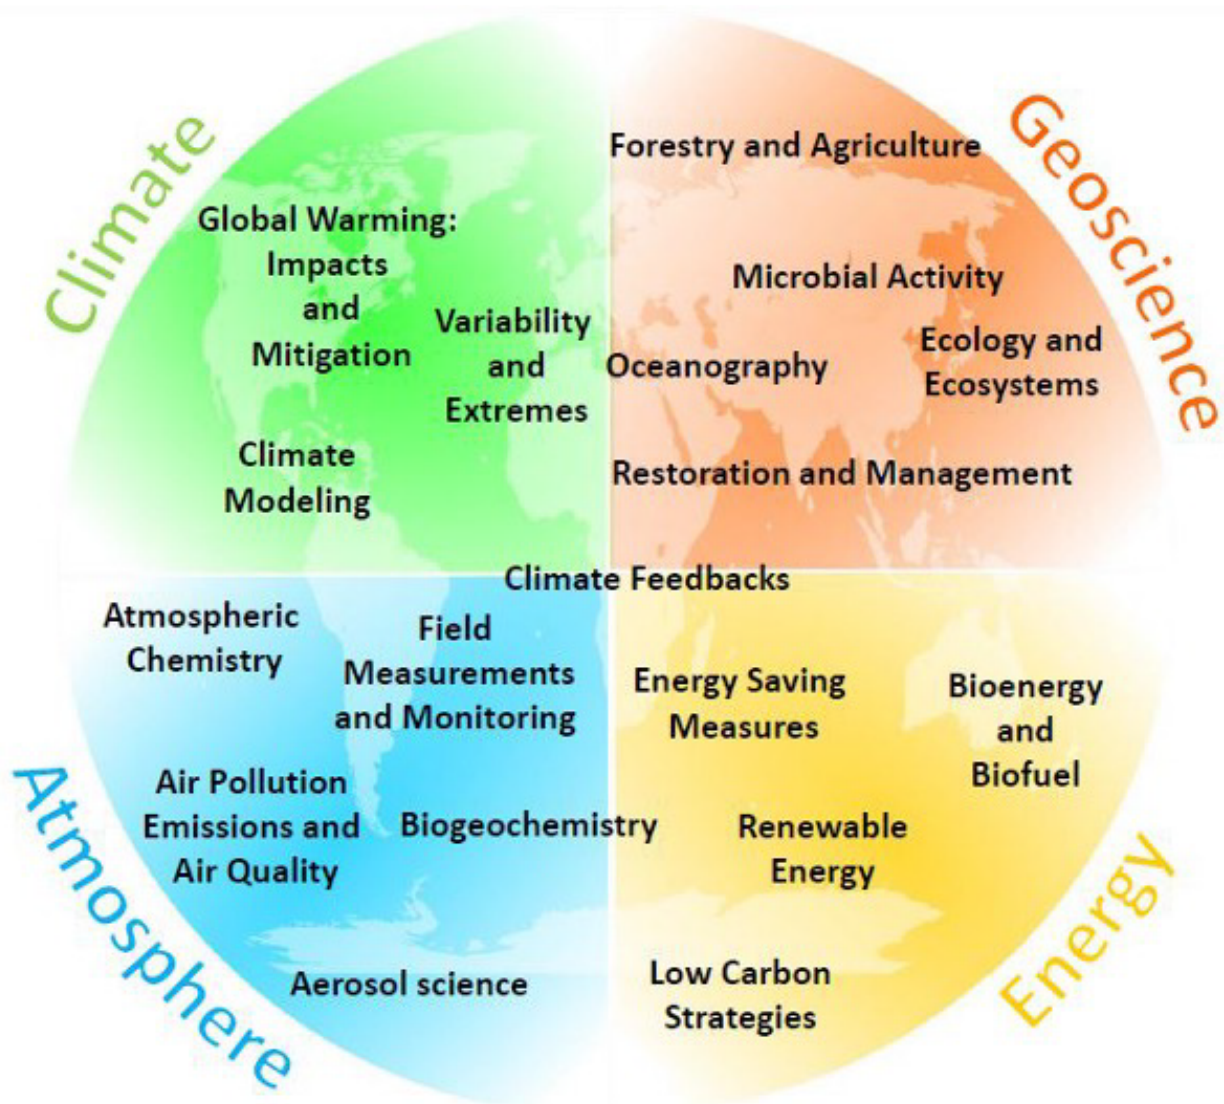 Climate
Global Warming:
Impacts
and
Mitigation
Variability
and
Extremes
Climate
Modeling
Geoscience
Forestry and Agriculture
Microbial Activity
Oceanography
Ecology and
Ecosystems
Restoration and Management
Climate Feedbacks
Atmosphere
Atmospheric
Chemistry
Field
Measurements
and Monitoring
Air Pollution
Emissions and
Air Quality
Biogeochemistry
Aerosol science
Energy
Energy Saving
Measures
Bioenergy
and
Biofuel
Renewable
Energy
Low Carbon
Strategies